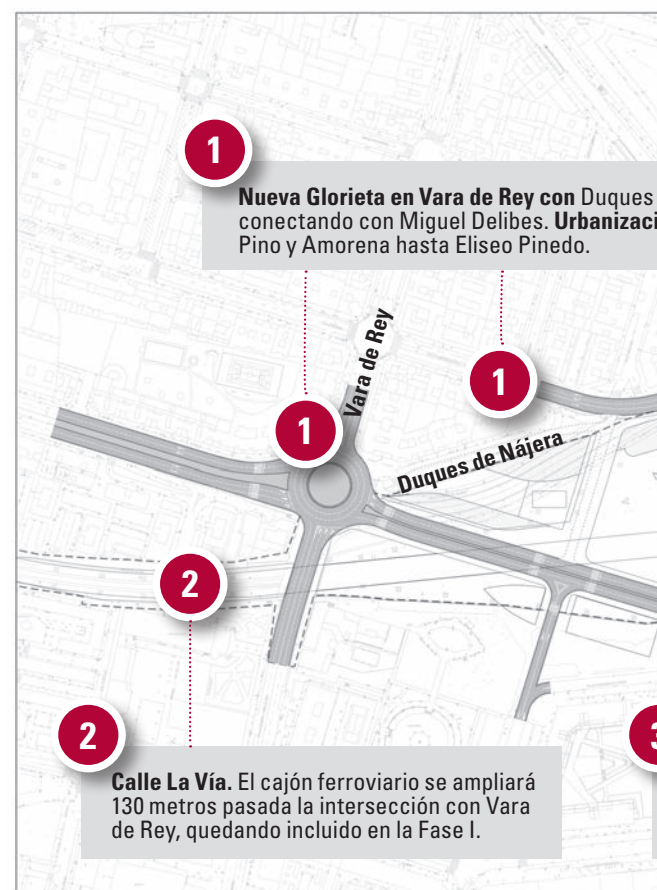 1
Nueva Glorieta en Vara de Rey con Duques
conectando con Miguel Delibes. Urbanizaci
Pino y Amorena hasta Eliseo Pinedo.
Vara de Rey
1
1
Duques de Nájera
2
2
3
Calle La Vía. El cajón ferroviario se ampliará
130 metros pasada la intersección con Vara
de Rey, quedando incluido en la Fase I.